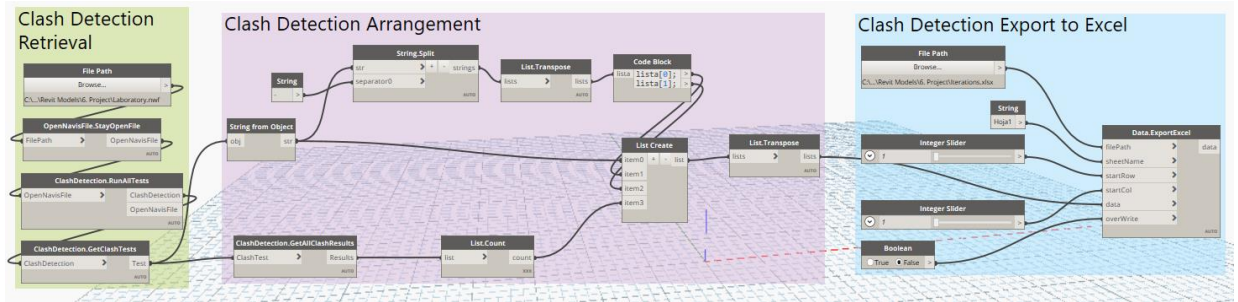 Clash Detection
Retrieval
File Path
Browse...
>
C:\...\Revit Models\6. Project\Laboratory.nwf
OpenNavisFile.StayOpenFile
FilePath > OpenNavisFile
AUTO
ClashDetection.RunAllTests
OpenNavisFile > ClashDetection
OpenNavisFile
AUTO
ClashDetection.GetClashTests
ClashDetection > Test
AUTO
Clash Detection Arrangement
String
- >
String from Object
obj str
AUTO
String.Split
str > + - strings
separator0 >
AUTO
List.Transpose
lists > lists
AUTO
Code Block
lista lista[0]; >
lista[1]; >
ClashDetection.GetAllClashResults
ClashTest > Results
AUTO
List.Count
list > count
List Create
item0 + - list
item1
item2
item3
AUTO
List.Transpose
lists > lists
AUTO
Clash Detection Export to Excel
File Path
Browse...
>
C:\...\Revit Models\6. Project\Iterations.xlsx
String
Hoja1 >
Integer Slider
1 >
Integer Slider
1 >
Boolean
True False >
Data.ExportExcel
filePath > data
sheetName >
startRow >
startCol >
data >
overWrite >
AUTO